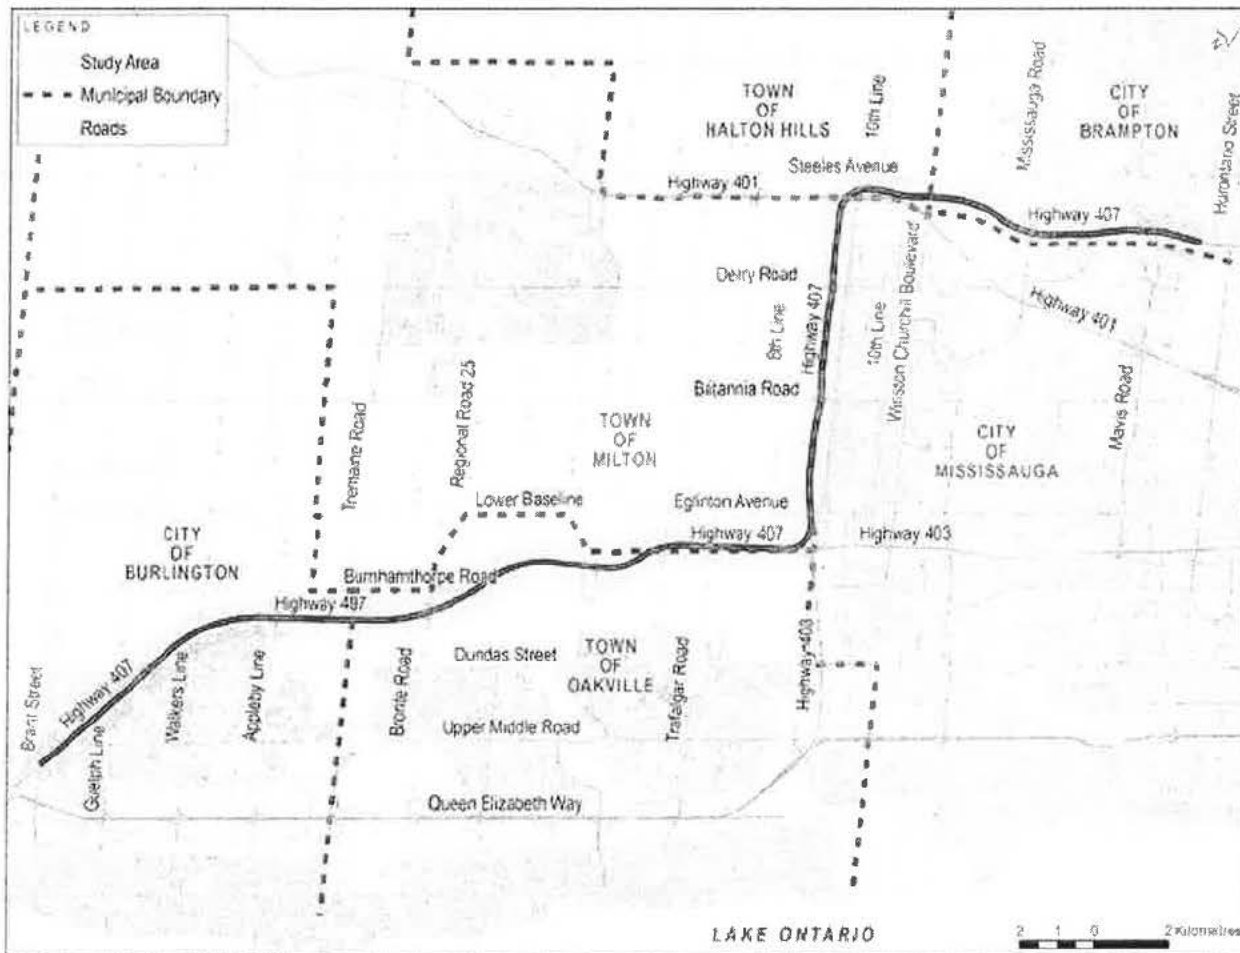 LEGEND
Study Area
Municipal Boundary
Roads
TOWN
OF
HALTON HILLS
10th Line
Mississauga Road
CITY
OF
BRAMPTON
Hurontario Street
Steeles Avenue
Highway 401
Highway 407
Derry Road
8th Line
Highway 407
10th Line
Winston Churchill Boulevard
Highway 401
Britannia Road
Mavis Road
Tremaine Road
Regional Road 25
TOWN
OF
MILTON
CITY
OF
MISSISSAUGA
Lower Baseline
Eglinton Avenue
Highway 407
Highway 403
CITY
OF
BURLINGTON
Burnhamthorpe Road
Highway 407
Brant Street
Highway 407
Guelph Line
Walkers Line
Appleby Line
Bronte Road
Dundas Street
TOWN
OF
OAKVILLE
Trafalgar Road
Highway 403
Upper Middle Road
Queen Elizabeth Way
LAKE ONTARIO
2 1 0 2 Kilometres